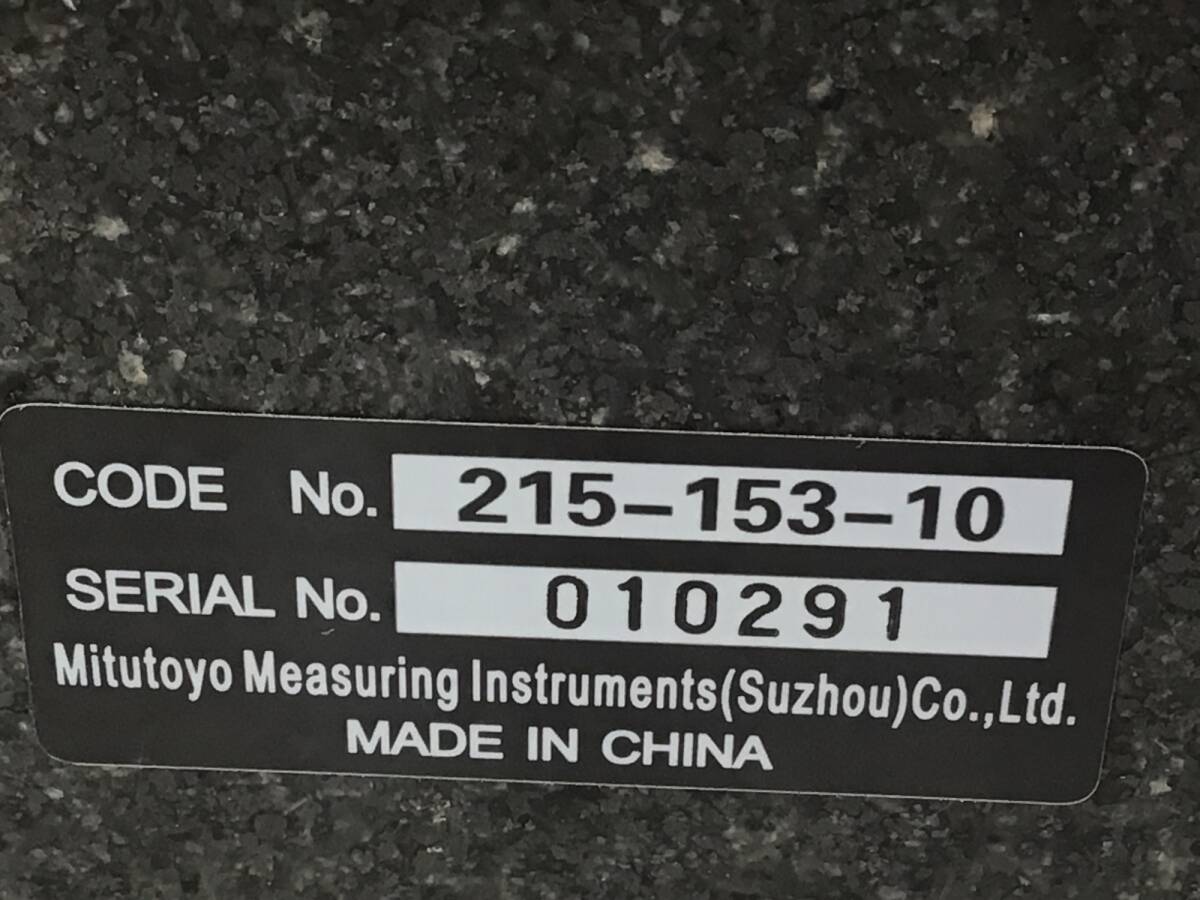 CODE No. 215-153-10
SERIAL No. 010291
Mitutoyo Measuring Instruments(Suzhou)Co.,Ltd.
MADE IN CHINA